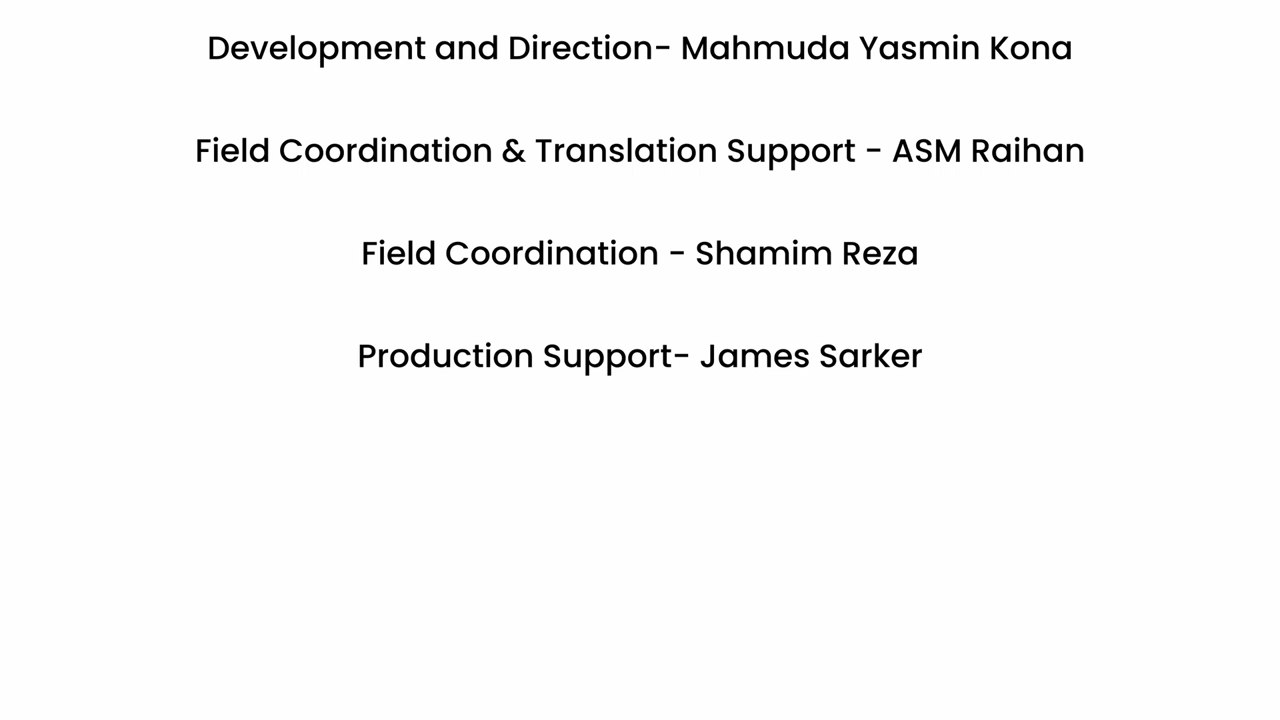 Development and Direction- Mahmuda Yasmin Kona
Field Coordination & Translation Support - ASM Raihan
Field Coordination - Shamim Reza
Production Support- James Sarker